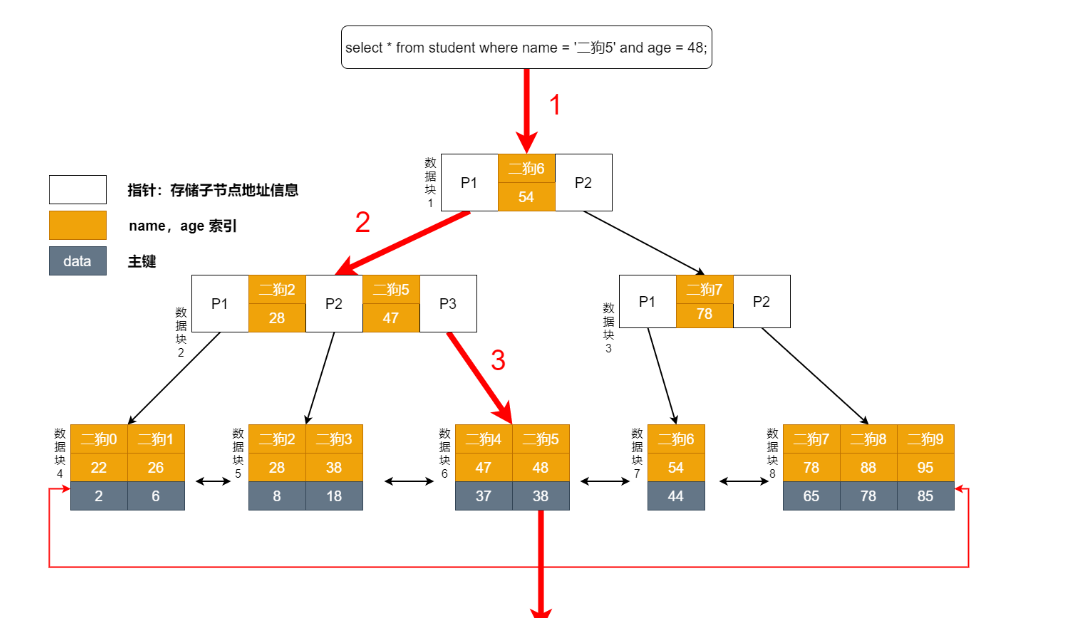 select * from student where name = '二狗5' and age = 48;
1
数据块1
P1
二狗6
54
P2
指针：存储子节点地址信息
name，age 索引
data
主键
2
数据块2
P1
二狗2
28
P2
二狗5
47
P3
数据块3
P1
二狗7
78
P2
3
数据块4
二狗0
二狗1
22
26
2
6
数据块5
二狗2
二狗3
28
38
8
18
数据块6
二狗4
二狗5
47
48
37
38
数据块7
二狗6
54
44
数据块8
二狗7
二狗8
二狗9
78
88
95
65
78
85